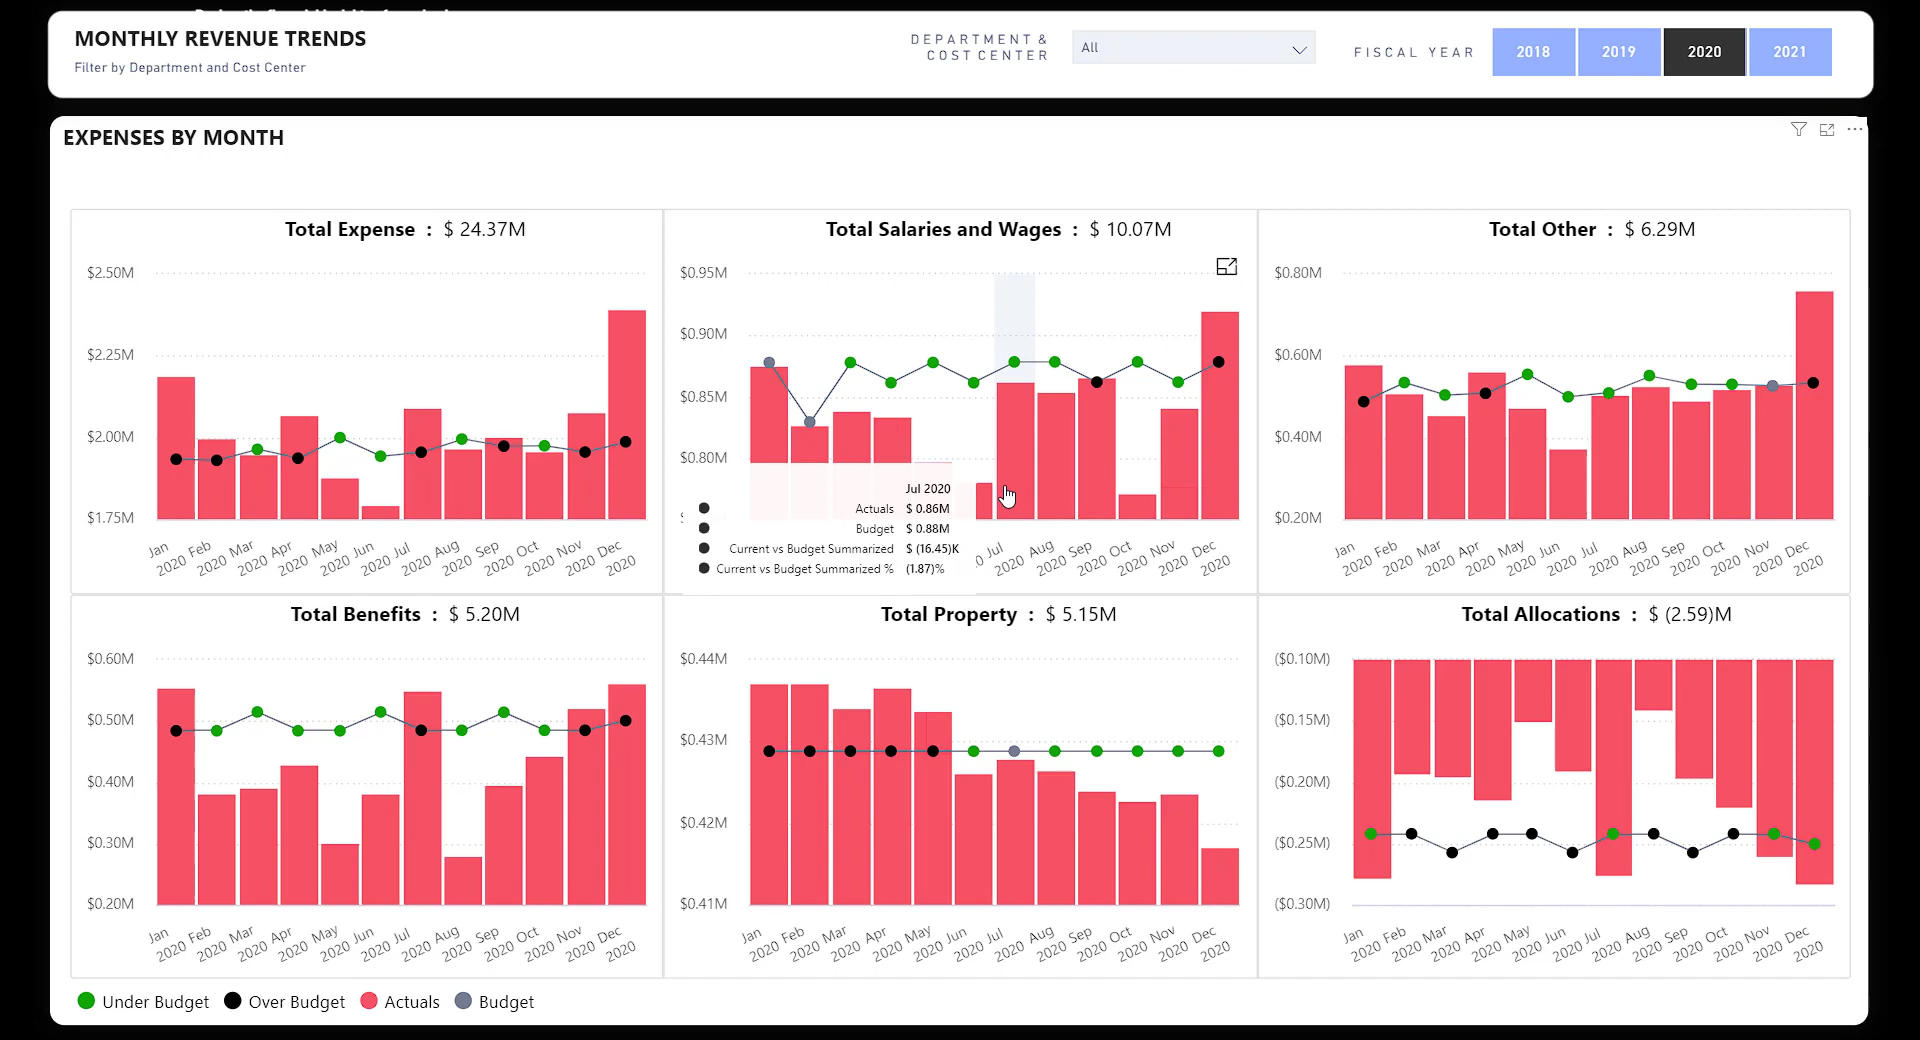 MONTHLY REVENUE TRENDS
Filter by Department and Cost Center
DEPARTMENT &
COST CENTER
All
FISCAL YEAR
2018
2019
2020
2021
EXPENSES BY MONTH
Total Expense : $ 24.37M
$2.50M
$2.25M
$2.00M
$1.75M
Jan 2020
Feb 2020
Mar 2020
Apr 2020
May 2020
Jun 2020
Jul 2020
Aug 2020
Sep 2020
Oct 2020
Nov 2020
Dec 2020
Total Salaries and Wages : $ 10.07M
$0.95M
$0.90M
$0.85M
$0.80M
Jul 2020
Actuals $ 0.86M
Budget $ 0.88M
Current vs Budget Summarized $ (16.45)K
Current vs Budget Summarized % (1.87)%
Jul 2020
Aug 2020
Sep 2020
Oct 2020
Nov 2020
Dec 2020
Total Other : $ 6.29M
$0.80M
$0.60M
$0.40M
$0.20M
Jan 2020
Feb 2020
Mar 2020
Apr 2020
May 2020
Jun 2020
Jul 2020
Aug 2020
Sep 2020
Oct 2020
Nov 2020
Dec 2020
Total Benefits : $ 5.20M
$0.60M
$0.50M
$0.40M
$0.30M
$0.20M
Jan 2020
Feb 2020
Mar 2020
Apr 2020
May 2020
Jun 2020
Jul 2020
Aug 2020
Sep 2020
Oct 2020
Nov 2020
Dec 2020
Total Property : $ 5.15M
$0.44M
$0.43M
$0.42M
$0.41M
Jan 2020
Feb 2020
Mar 2020
Apr 2020
May 2020
Jun 2020
Jul 2020
Aug 2020
Sep 2020
Oct 2020
Nov 2020
Dec 2020
Total Allocations : $ (2.59)M
($0.10M)
($0.15M)
($0.20M)
($0.25M)
($0.30M)
Jan 2020
Feb 2020
Mar 2020
Apr 2020
May 2020
Jun 2020
Jul 2020
Aug 2020
Sep 2020
Oct 2020
Nov 2020
Dec 2020
Under Budget
Over Budget
Actuals
Budget